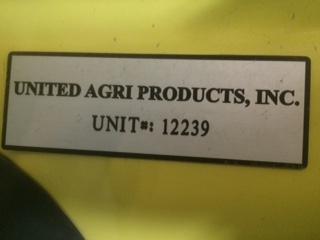 UNITED AGRI PRODUCTS, INC.
UNIT#: 12239